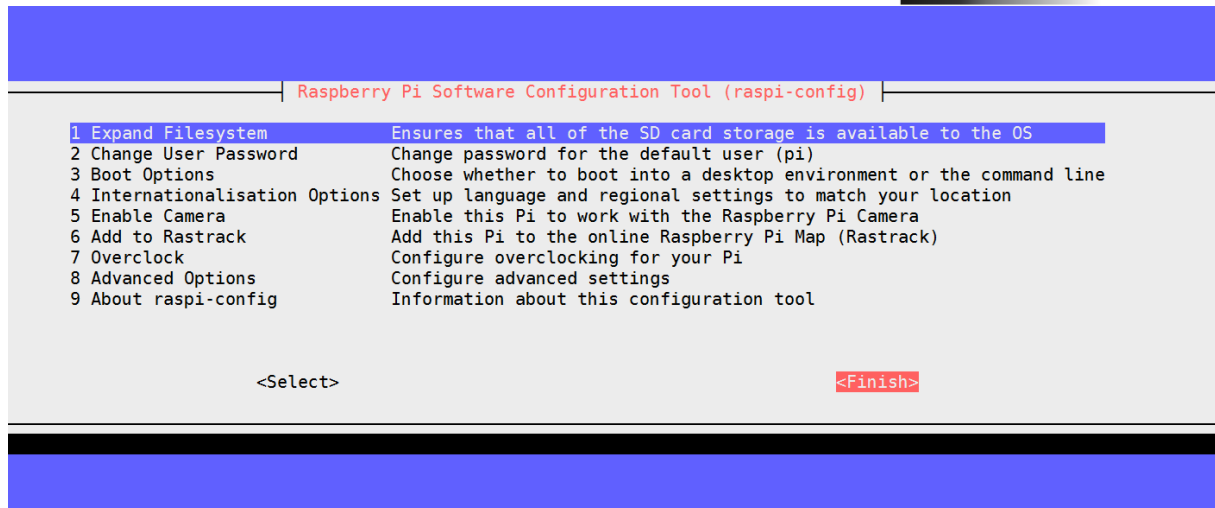 Raspberry Pi Software Configuration Tool (raspi-config)
1 Expand Filesystem Ensures that all of the SD card storage is available to the OS
2 Change User Password Change password for the default user (pi)
3 Boot Options Choose whether to boot into a desktop environment or the command line
4 Internationalisation Options Set up language and regional settings to match your location
5 Enable Camera Enable this Pi to work with the Raspberry Pi Camera
6 Add to Rastrack Add this Pi to the online Raspberry Pi Map (Rastrack)
7 Overclock Configure overclocking for your Pi
8 Advanced Options Configure advanced settings
9 About raspi-config Information about this configuration tool
<Select> <Finish>